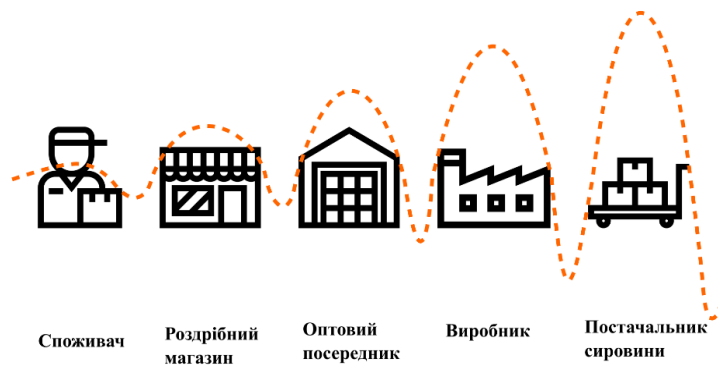 Споживач
Роздрібний
магазин
Оптовий
посередник
Виробник
Постачальник
сировини